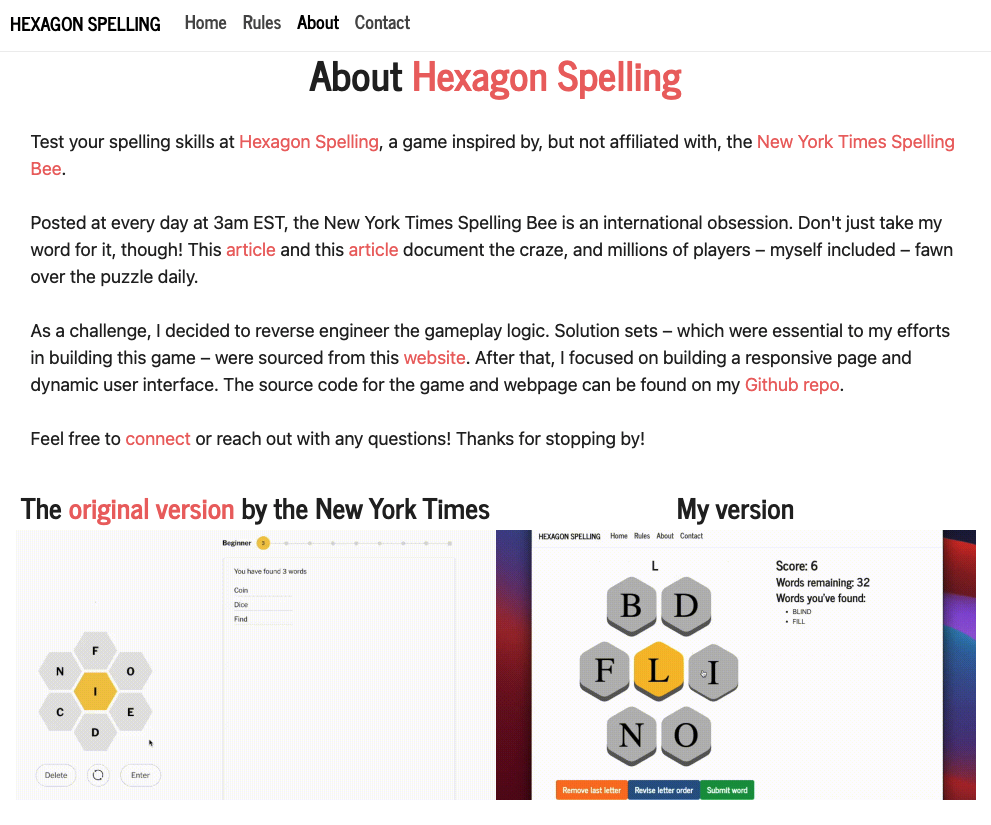 HEXAGON SPELLING Home Rules About Contact
About Hexagon Spelling
Test your spelling skills at Hexagon Spelling, a game inspired by, but not affiliated with, the New York Times Spelling
Bee.
Posted at every day at 3am EST, the New York Times Spelling Bee is an international obsession. Don't just take my
word for it, though! This article and this article document the craze, and millions of players – myself included – fawn
over the puzzle daily.
As a challenge, I decided to reverse engineer the gameplay logic. Solution sets – which were essential to my efforts
in building this game – were sourced from this website. After that, I focused on building a responsive page and
dynamic user interface. The source code for the game and webpage can be found on my Github repo.
Feel free to connect or reach out with any questions! Thanks for stopping by!
The original version by the New York Times
Beginner 3
You have found 3 words
Coin
Dice
Find
F
N O
I
C E
D
Delete Enter
My version
HEXAGON SPELLING Home Rules About Contact
L
B D
F L I
N O
Score: 6
Words remaining: 32
Words you've found:
• BLIND
• FILL
Remove last letter Revise letter order Submit word